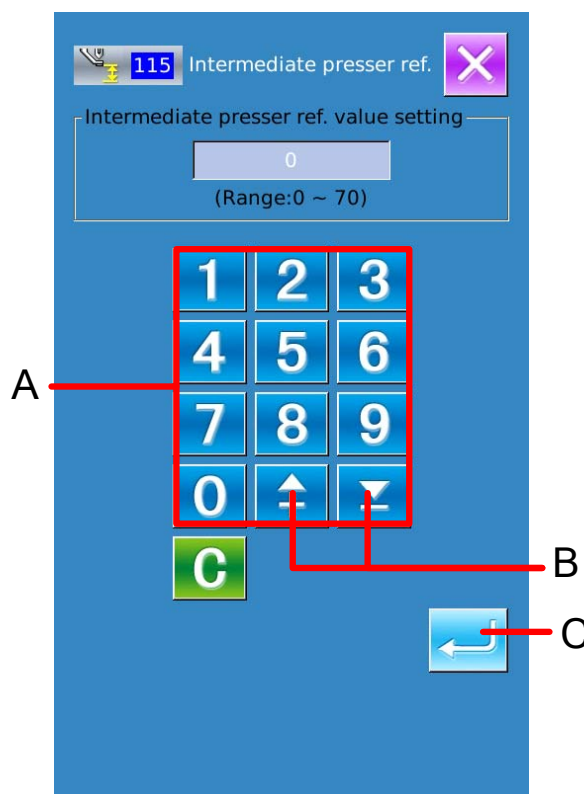 115 Intermediate presser ref.
Intermediate presser ref. value setting
0
(Range:0 ~ 70)
1 2 3
4 5 6
A
7 8 9
0
B
C
C